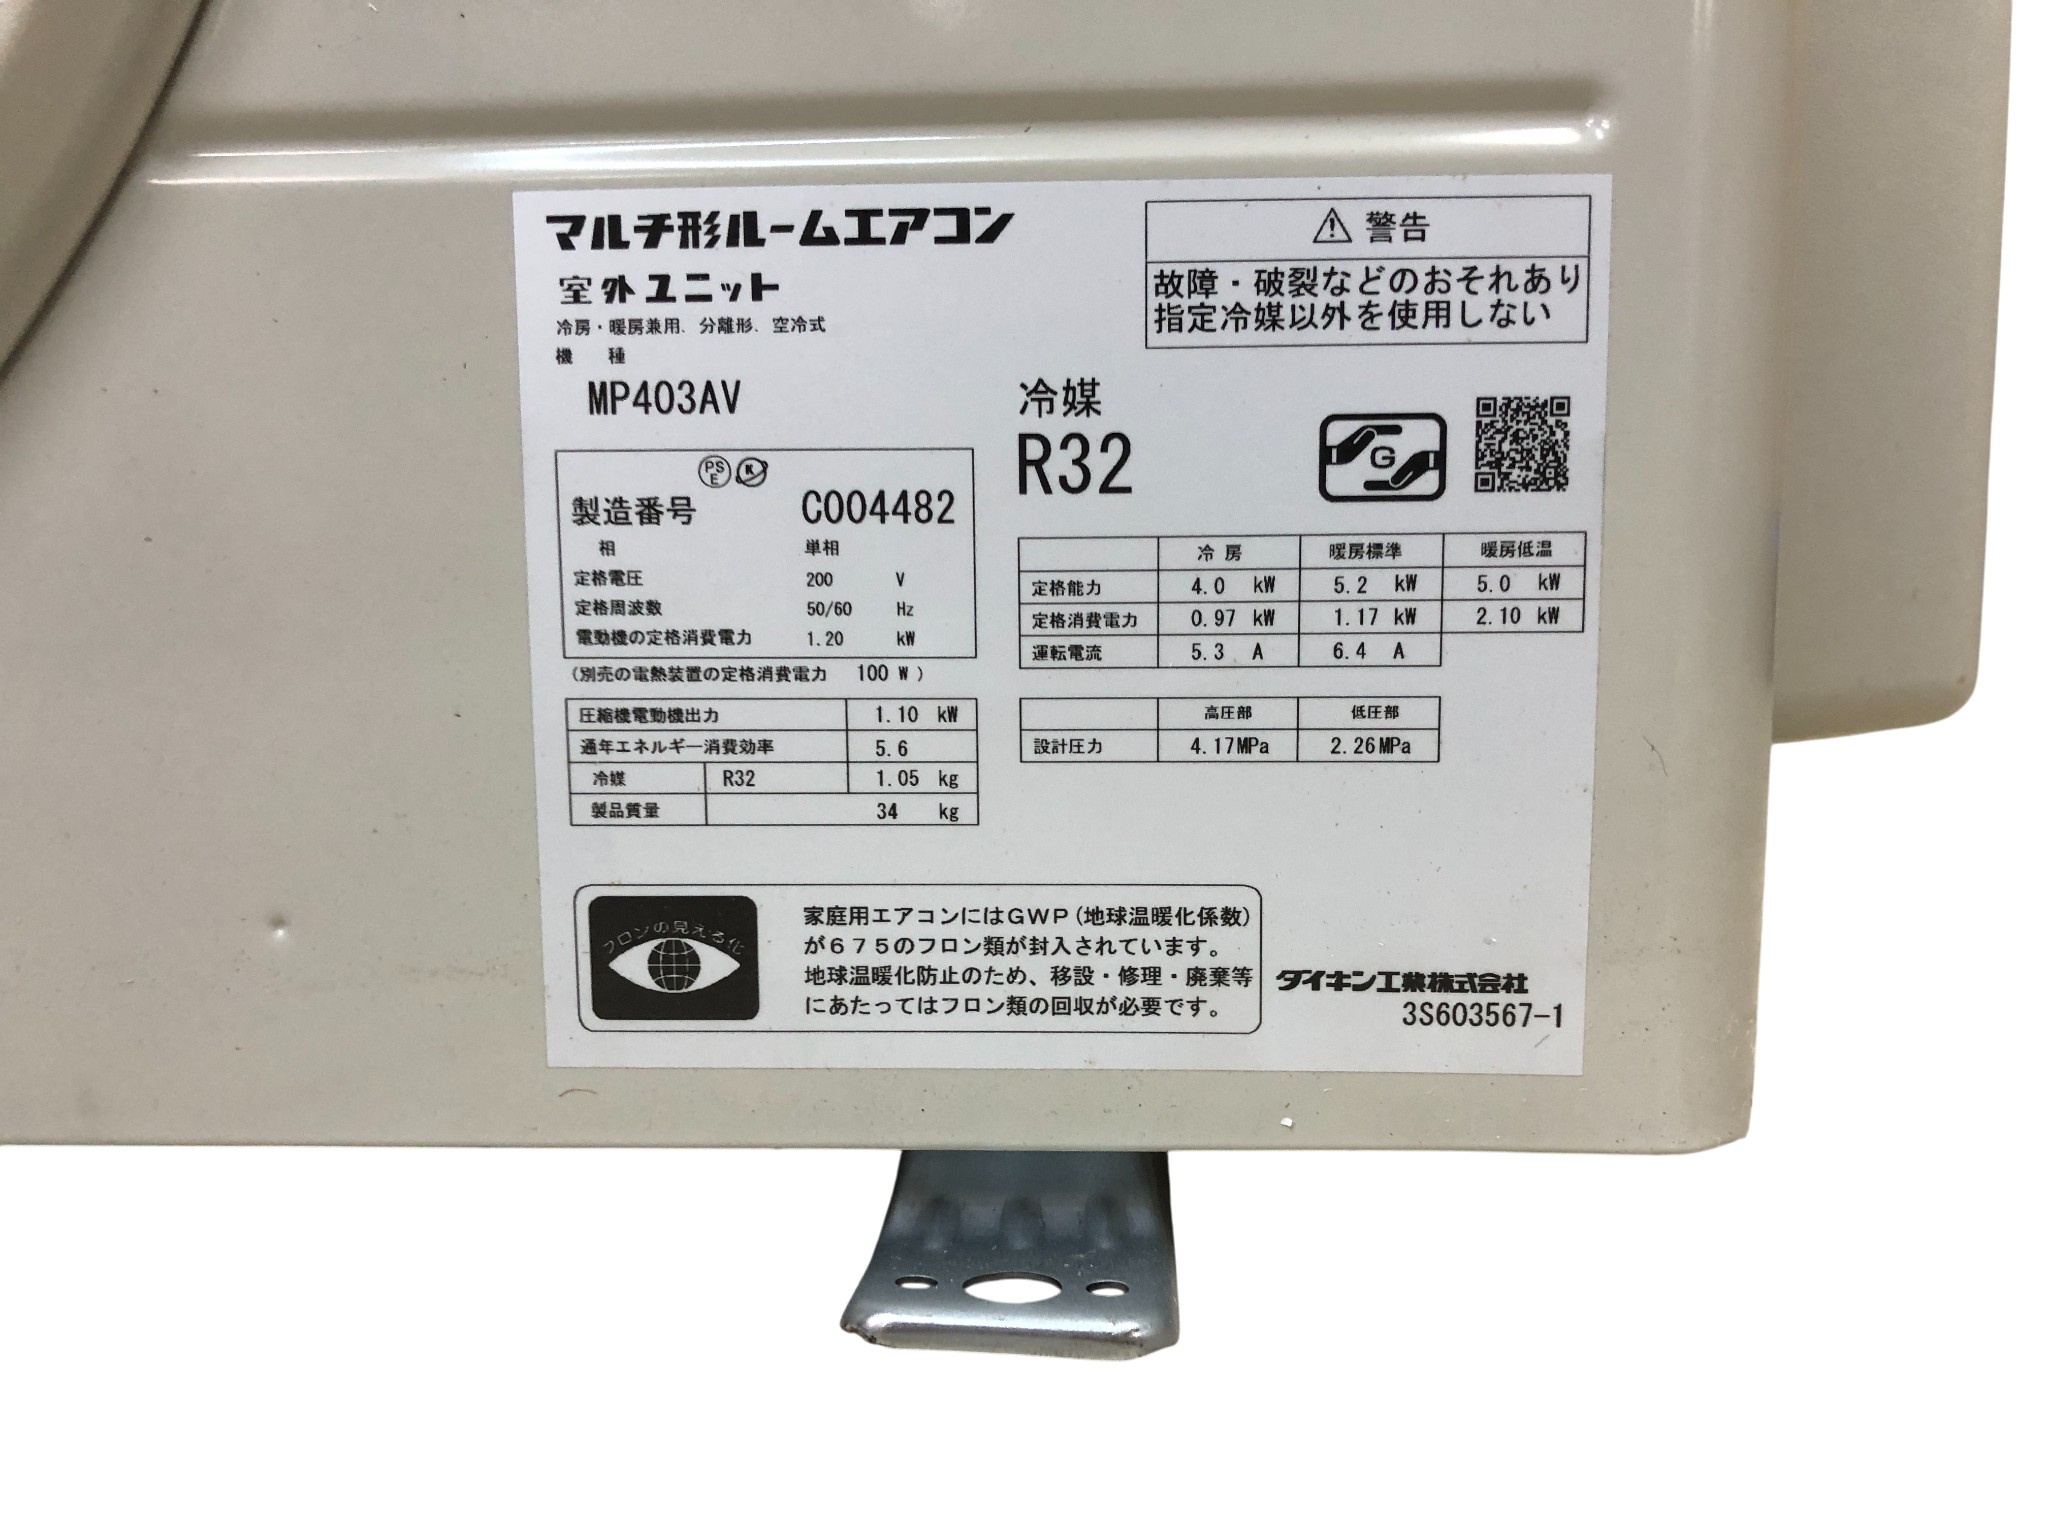 マルチ形ルームエアコン
室外ユニット
冷房・暖房兼用、分離形、空冷式
機 種
MP403AV
⚠ 警告
故障・破裂などのおそれあり
指定冷媒以外を使用しない
冷媒
R32
G
PS
E
K
製造番号 C004482
相 単相
定格電圧 200 V
定格周波数 50/60 Hz
電動機の定格消費電力 1.20 kW
(別売の電熱装置の定格消費電力 100 W )
圧縮機電動機出力 1.10 kW
通年エネルギー消費効率 5.6
冷媒 R32 1.05 kg
製品質量 34 kg
冷房 暖房標準 暖房低温
定格能力 4.0 kW 5.2 kW 5.0 kW
定格消費電力 0.97 kW 1.17 kW 2.10 kW
運転電流 5.3 A 6.4 A
高圧部 低圧部
設計圧力 4.17MPa 2.26MPa
フロンの見える化
家庭用エアコンにはGWP(地球温暖化係数)
が675のフロン類が封入されています。
地球温暖化防止のため、移設・修理・廃棄等
にあたってはフロン類の回収が必要です。
ダイキン工業株式会社
3S603567-1